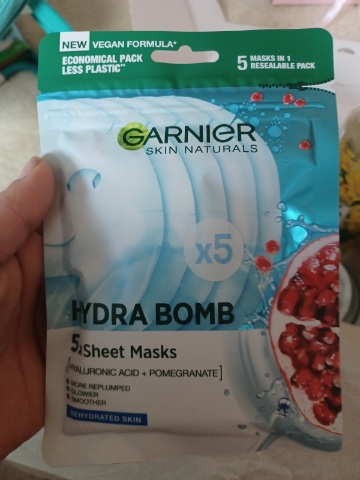 NEW VEGAN FORMULA*
ECONOMICAL PACK
LESS PLASTIC**
5 MASKS IN 1
RESEALABLE PACK
GARNIER
SKIN NATURALS
x5
HYDRA BOMB
5 Sheet Masks
[HYALURONIC ACID + POMEGRANATE]
MORE REPLUMPED
GLOWIER
SMOOTHER
DEHYDRATED SKIN